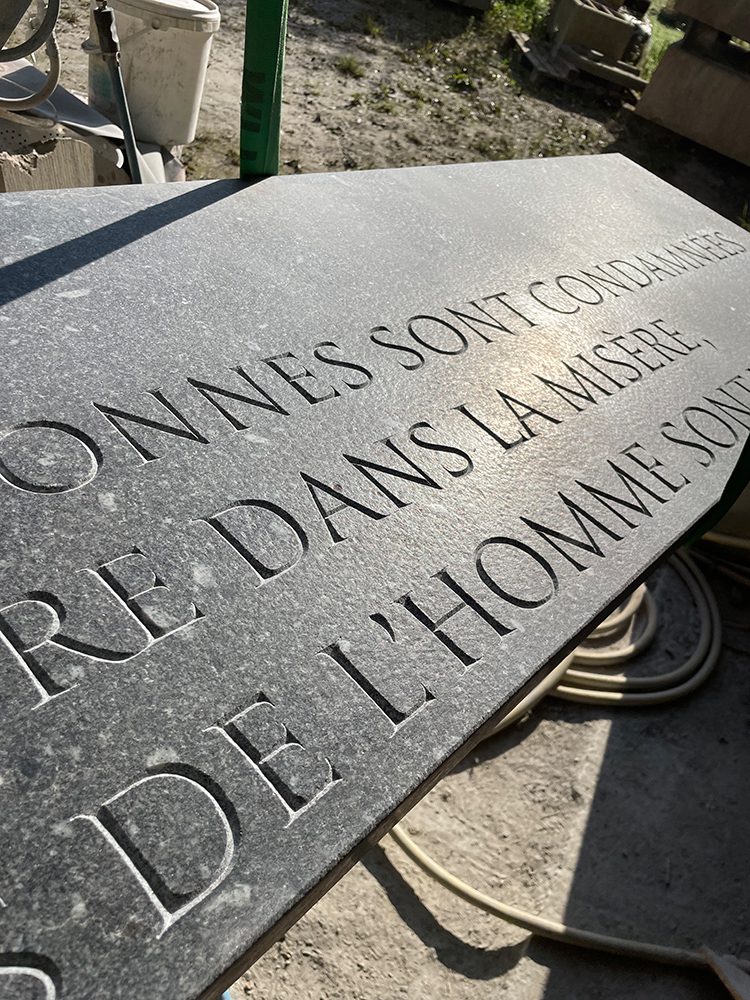 ONNES SONT CONDAMNÉES
RE DANS LA MISÈRE,
DE L'HOMME SONT